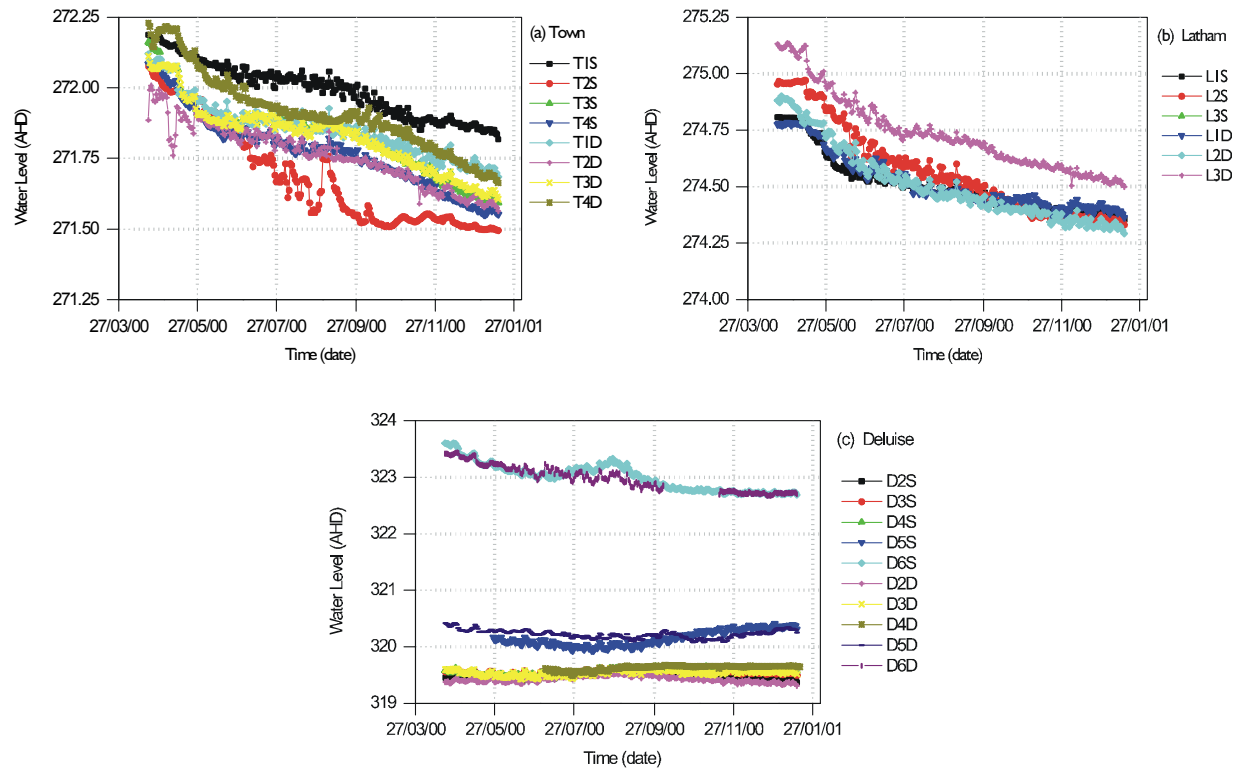 (a) Town
Water Level (AHD)
272.25
272.00
271.75
271.50
271.25
27/03/00 27/05/00 27/07/00 27/09/00 27/11/00 27/01/01
Time (date)
T1S
T2S
T3S
T4S
T1D
T2D
T3D
T4D
(b) Latham
Water Level (AHD)
275.25
275.00
274.75
274.50
274.25
274.00
27/03/00 27/05/00 27/07/00 27/09/00 27/11/00 27/01/01
Time (date)
L1S
L2S
L3S
L1D
L2D
L3D
(c) Deluise
Water Level (AHD)
324
323
322
321
320
319
27/03/00 27/05/00 27/07/00 27/09/00 27/11/00 27/01/01
Time (date)
D2S
D3S
D4S
D5S
D6S
D2D
D3D
D4D
D5D
D6D